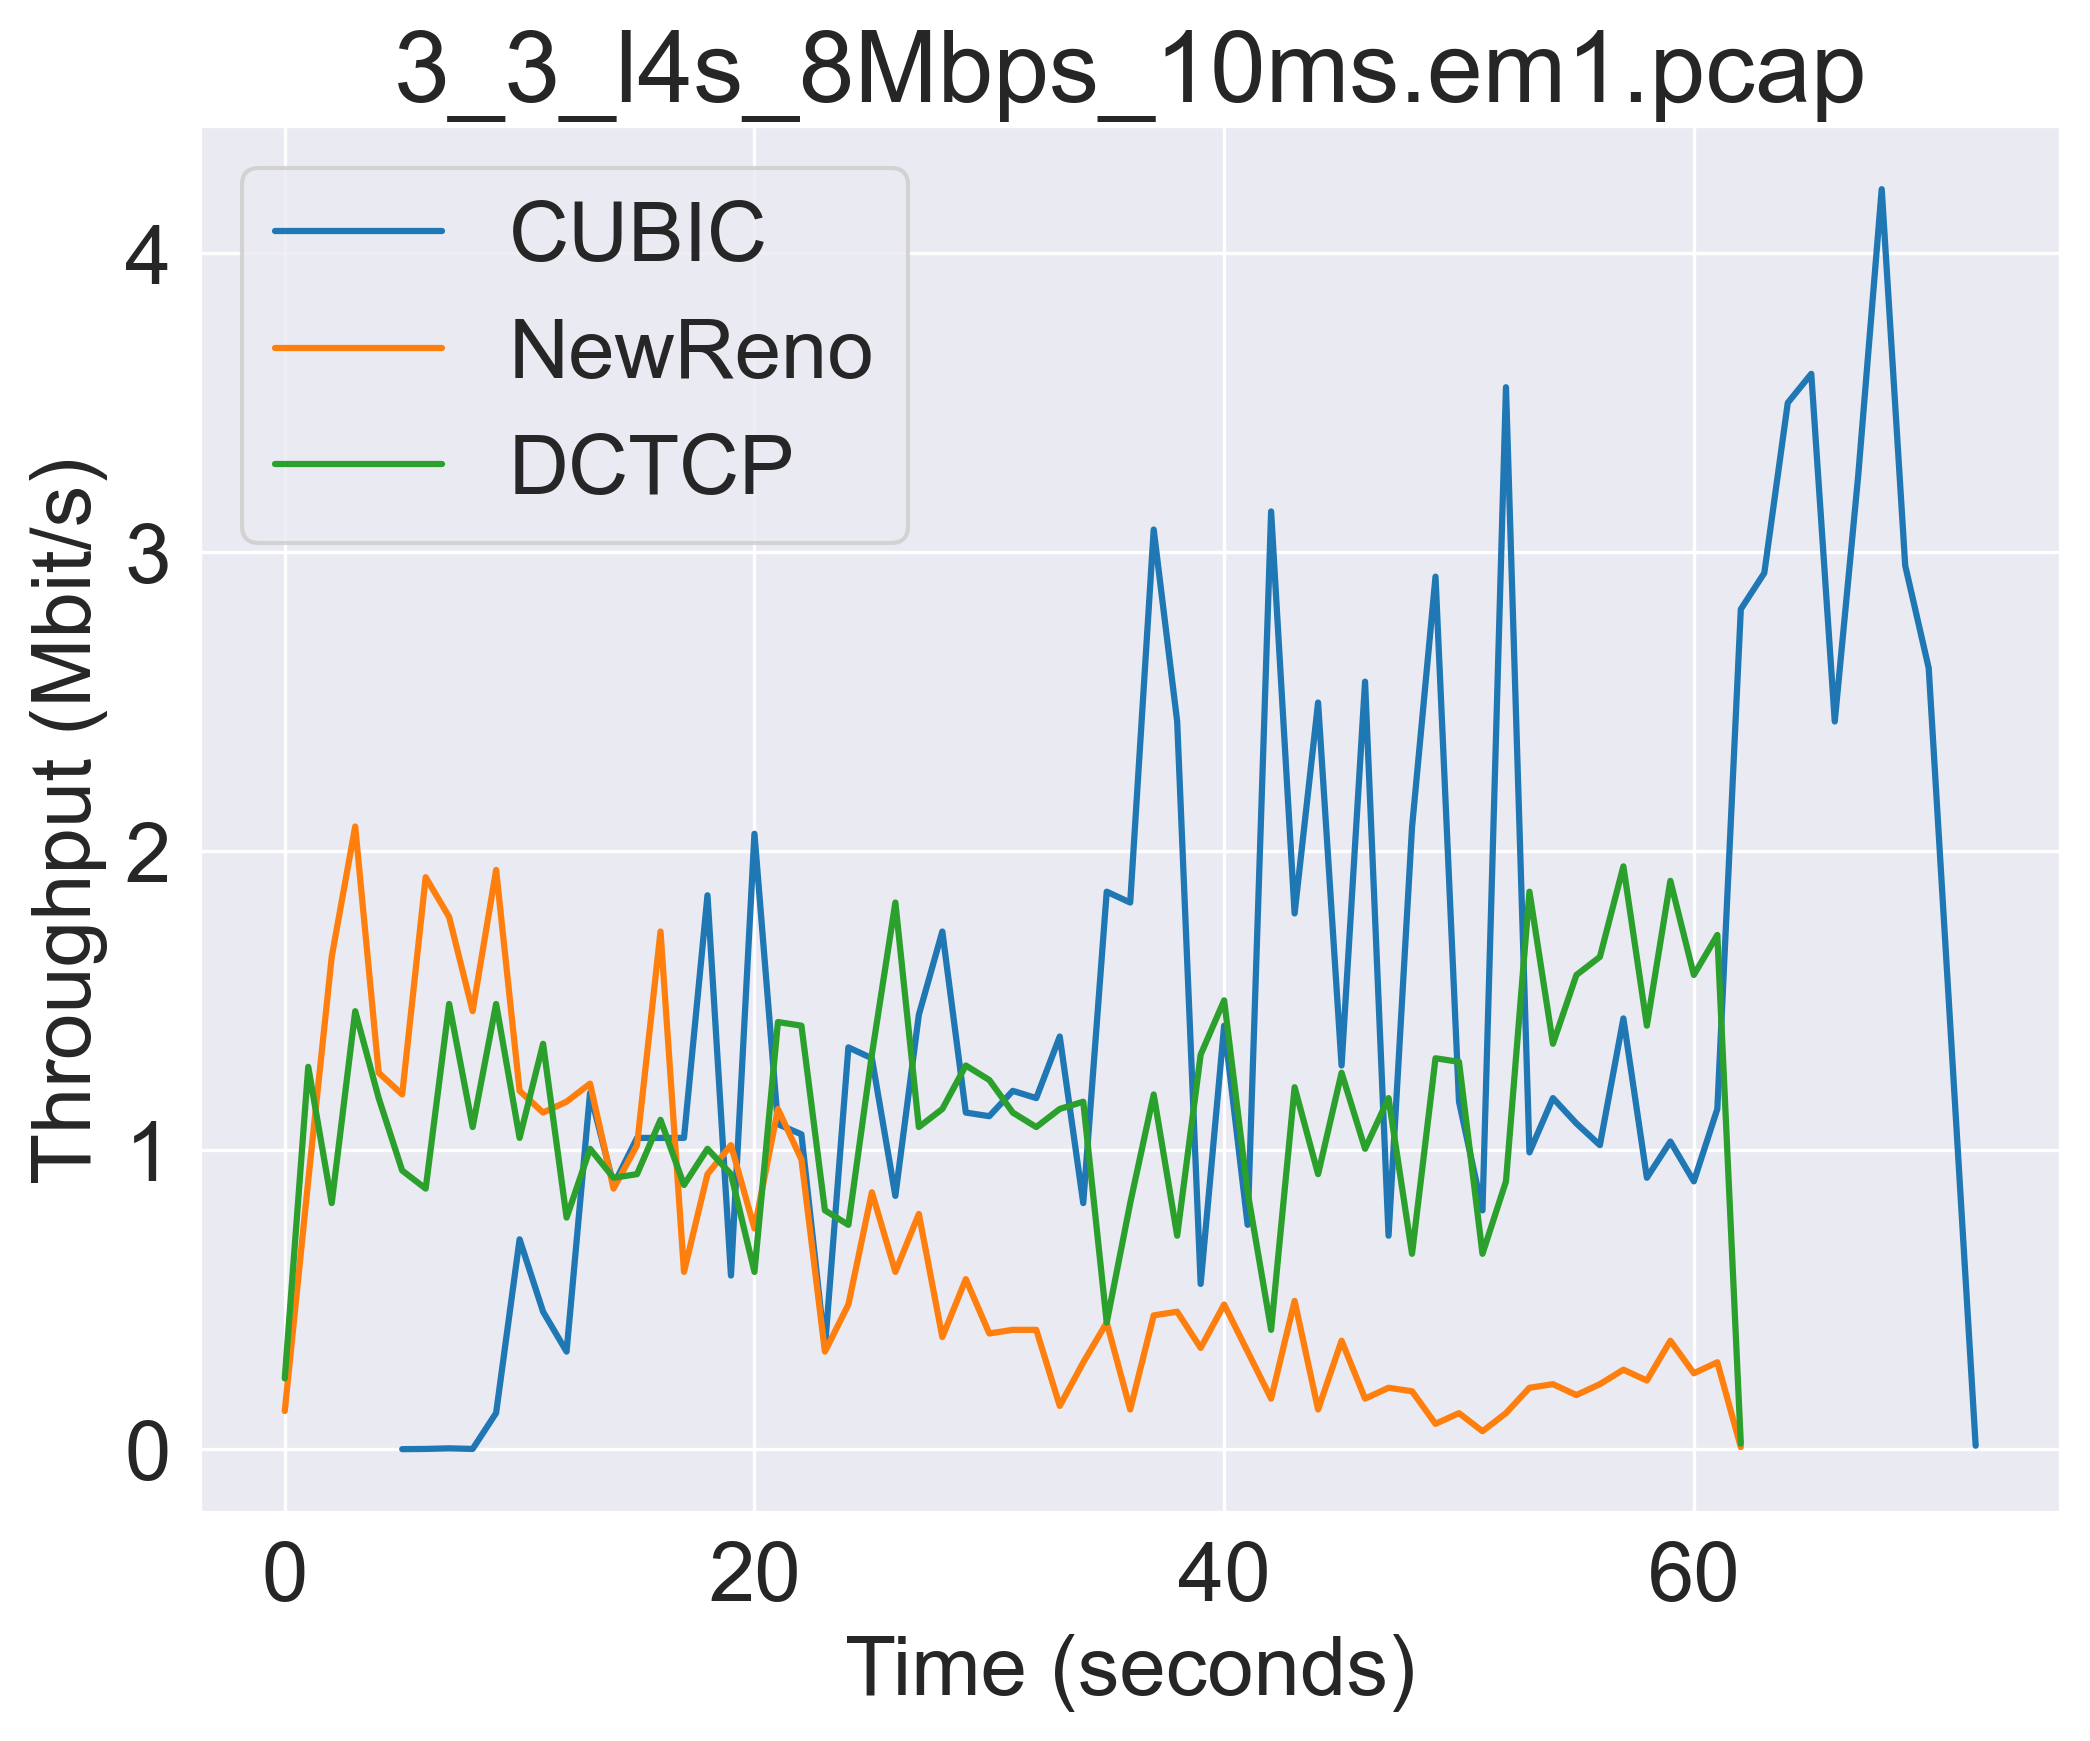 3_3_l4s_8Mbps_10ms.em1.pcap
CUBIC
NewReno
DCTCP
Throughput (Mbit/s)
4
3
2
1
0
0 20 40 60
Time (seconds)